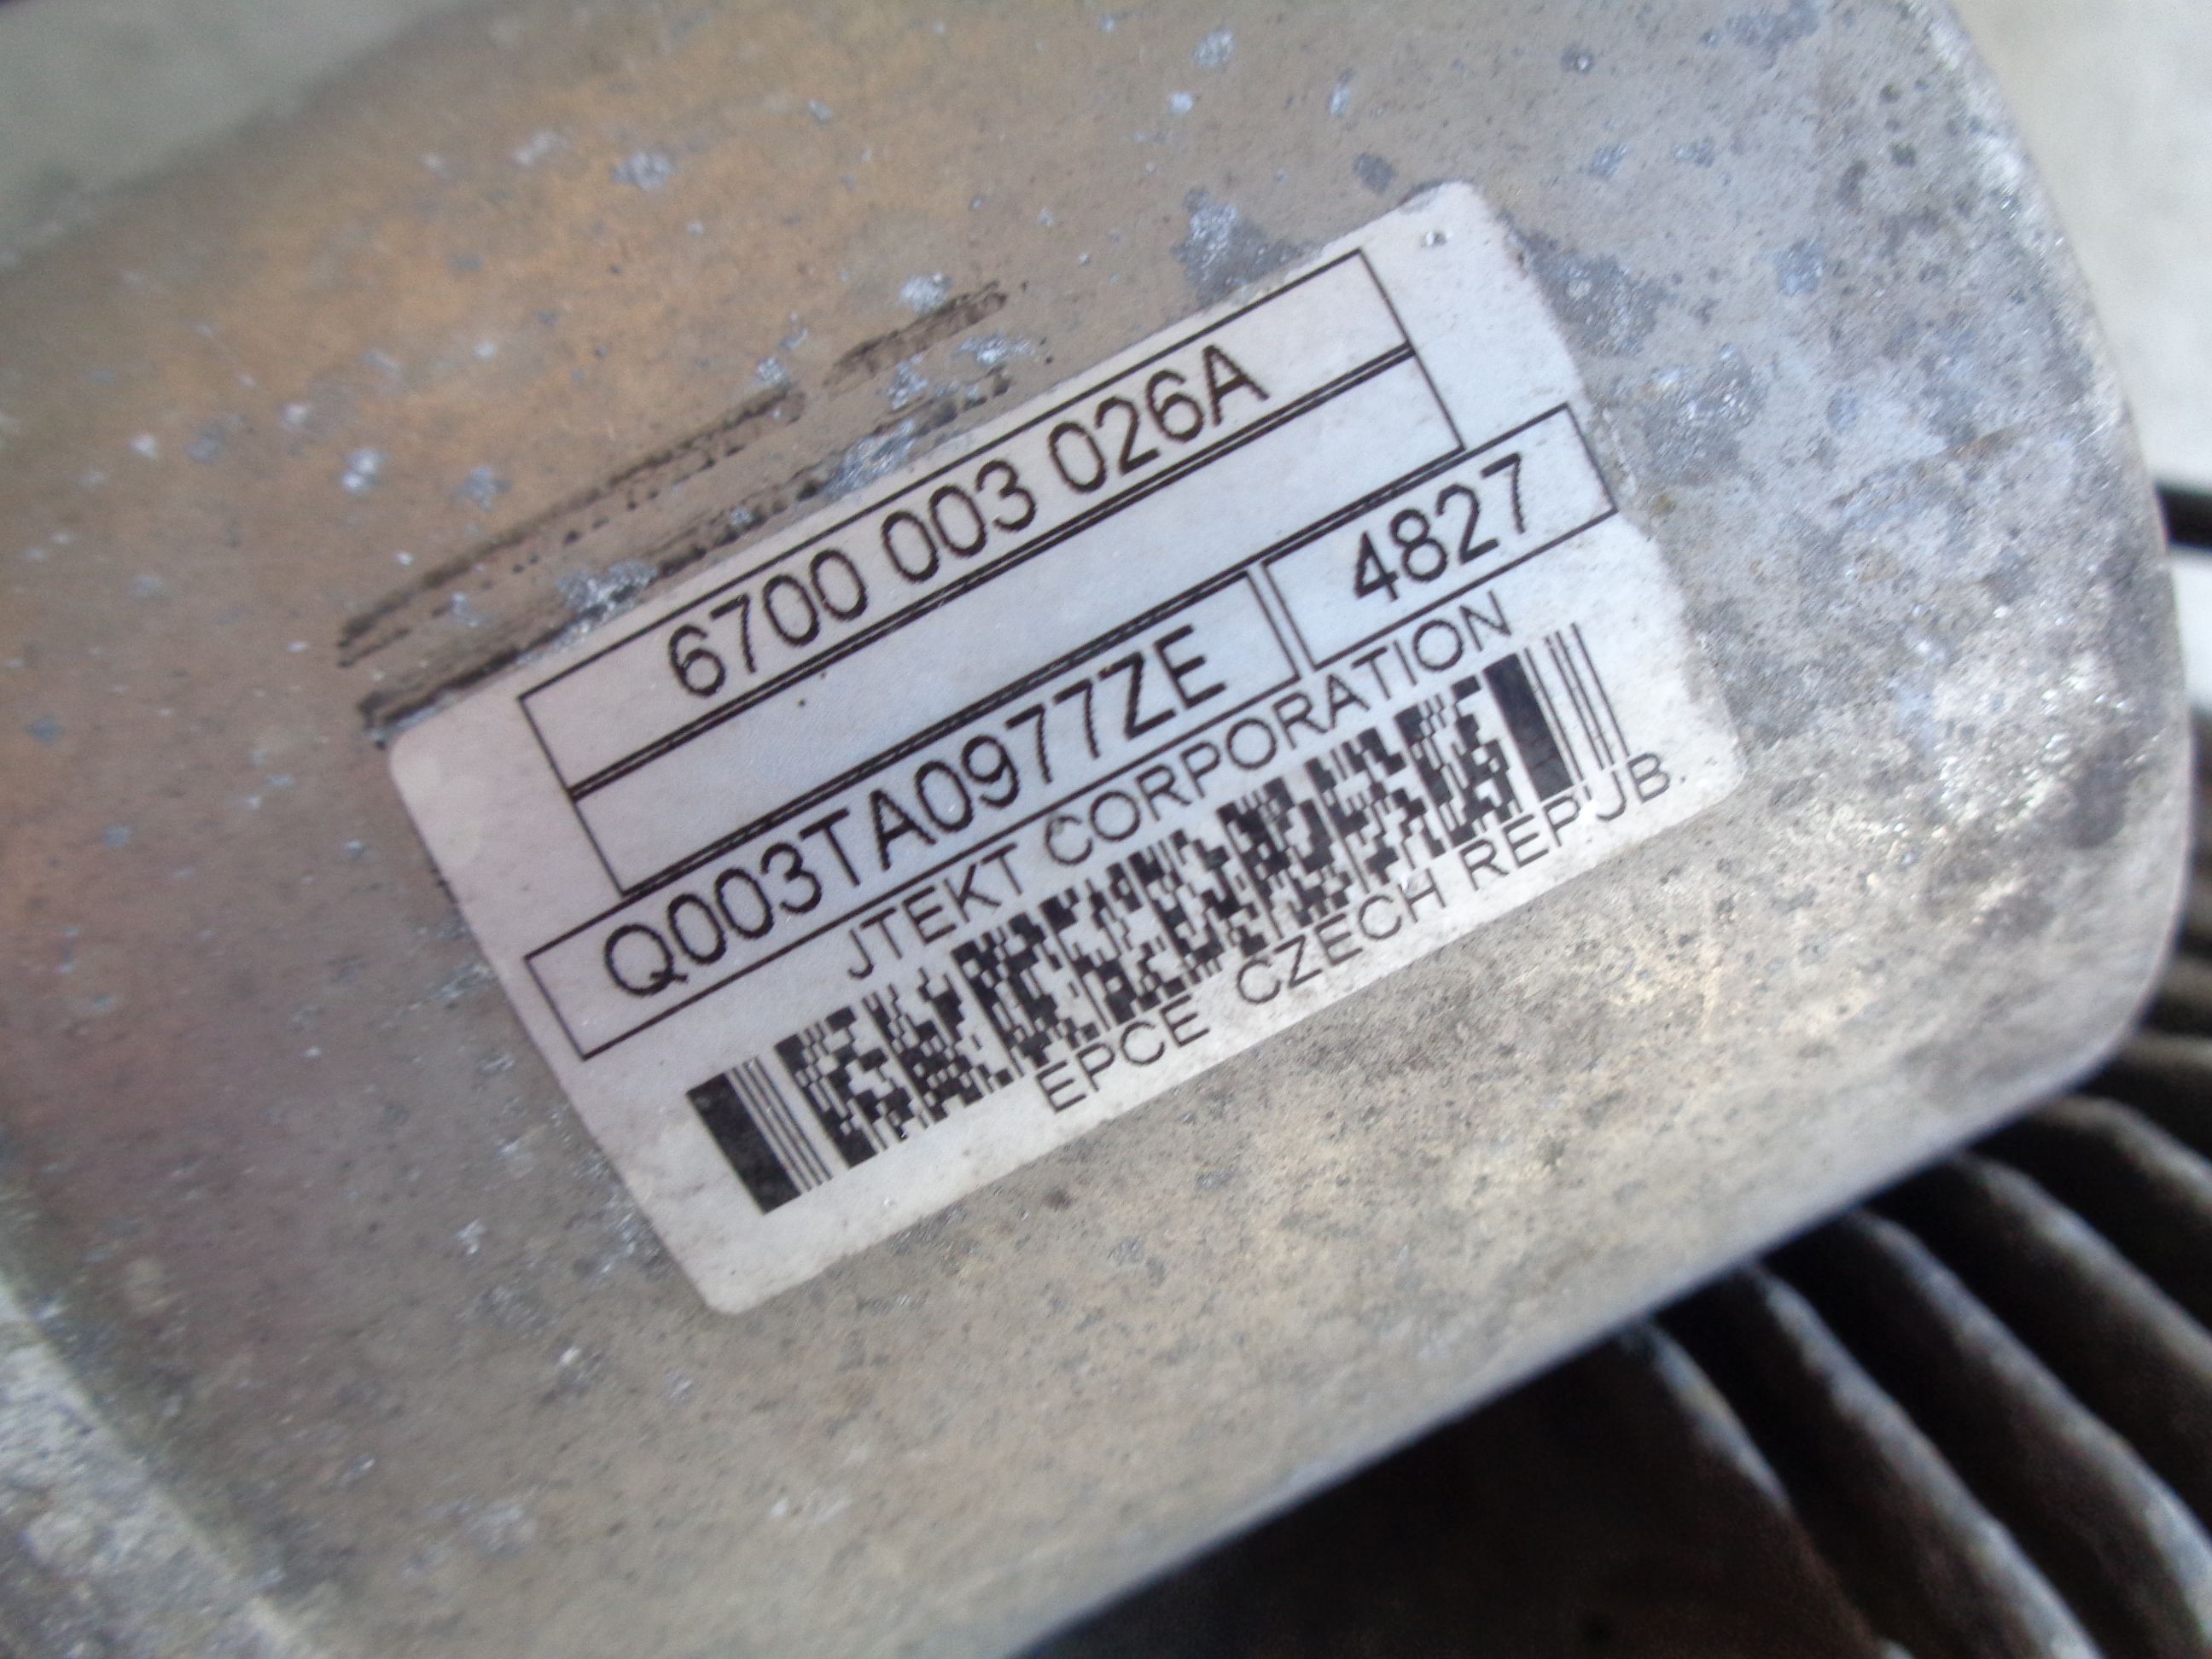 6700 003 026A
Q003TA0977ZE 4827
JTEKT CORPORATION
EPCE CZECH REPUB.